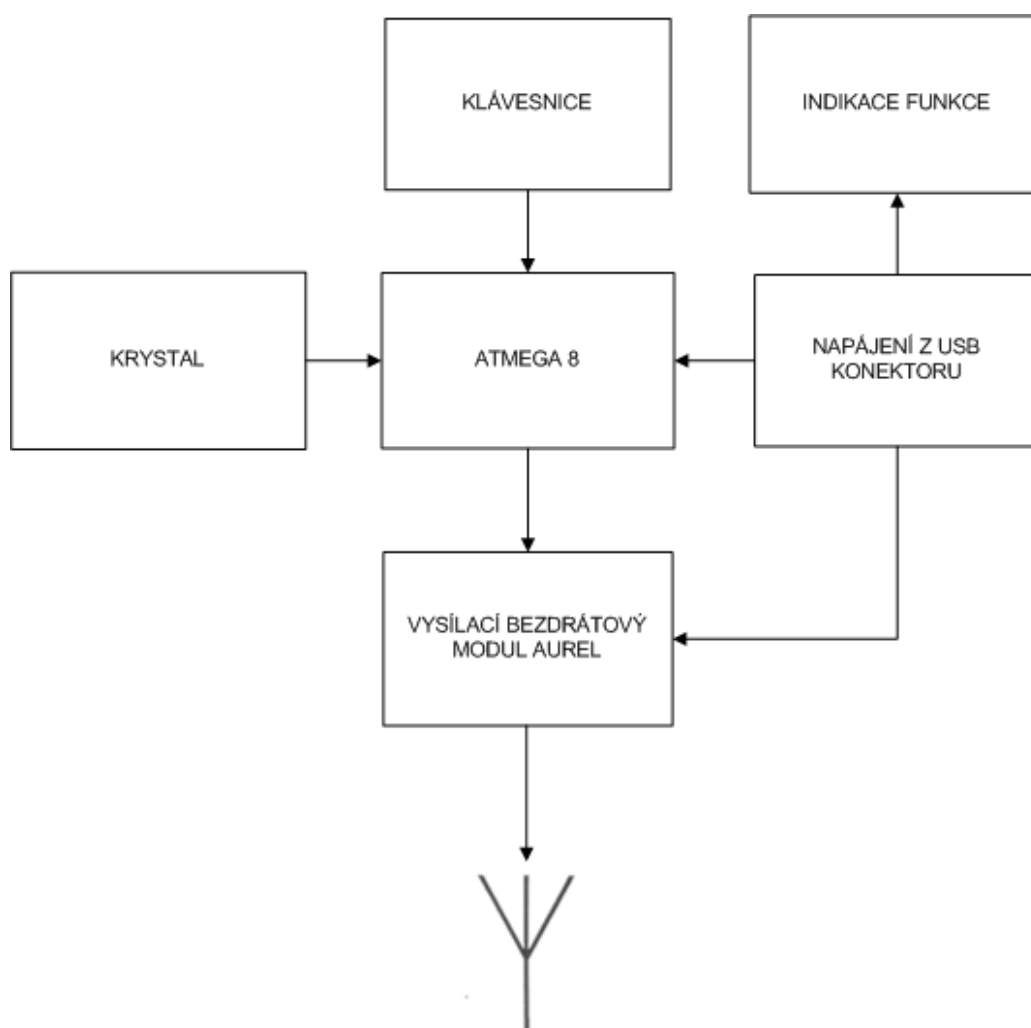 KLÁVESNICE
INDIKACE FUNKCE
KRYSTAL
ATMEGA 8
NAPÁJENÍ Z USB
KONEKTORU
VYSÍLACÍ BEZDRÁTOVÝ
MODUL AUREL